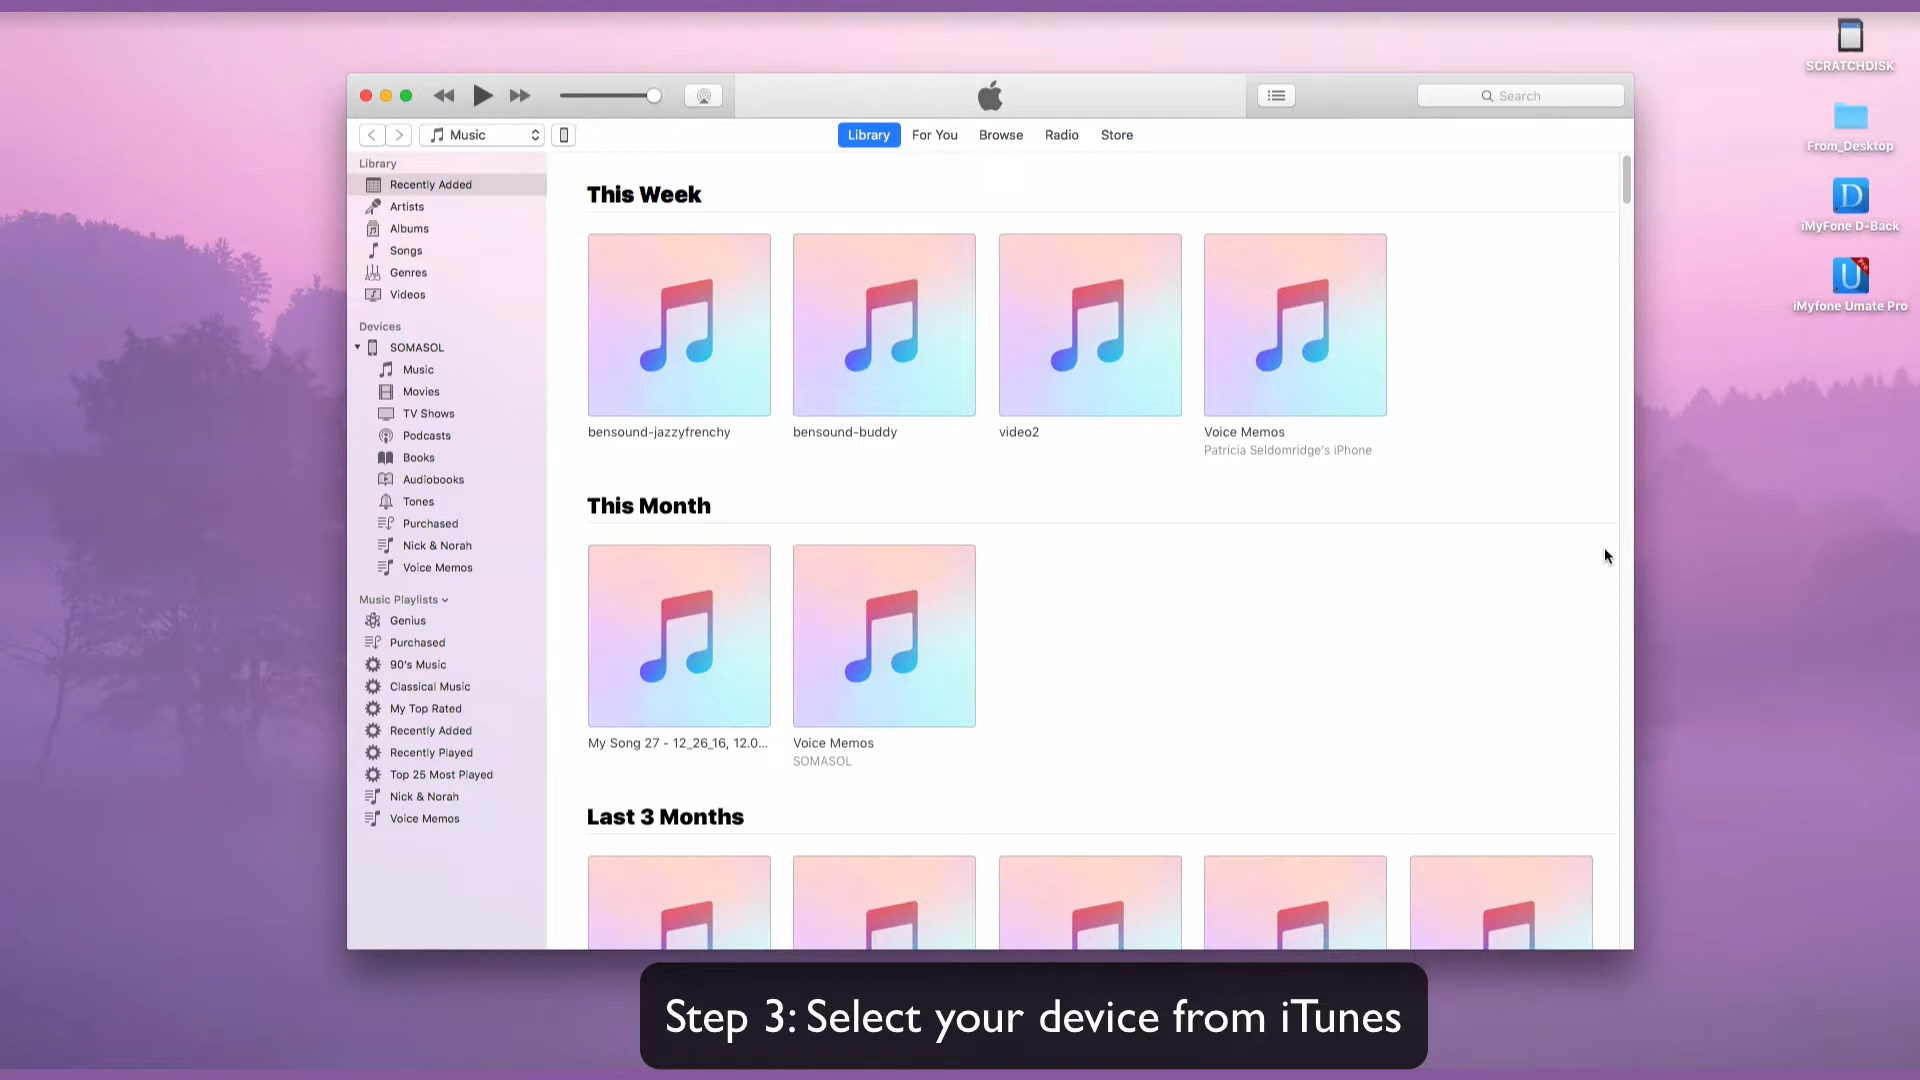 SCRATCHDISK
From_Desktop
D
iMyFone D-Back
U
Pro
iMyfone Umate Pro
Search
Music
Library
For You
Browse
Radio
Store
Library
Recently Added
Artists
Albums
Songs
Genres
Videos
Devices
SOMASOL
Music
Movies
TV Shows
Podcasts
Books
Audiobooks
Tones
Purchased
Nick & Norah
Voice Memos
Music Playlists
Genius
Purchased
90's Music
Classical Music
My Top Rated
Recently Added
Recently Played
Top 25 Most Played
Nick & Norah
Voice Memos
This Week
bensound-jazzyfrenchy
bensound-buddy
video2
Voice Memos
Patricia Seldomridge's iPhone
This Month
My Song 27 - 12_26_16, 12.0...
Voice Memos
SOMASOL
Last 3 Months
Step 3: Select your device from iTunes